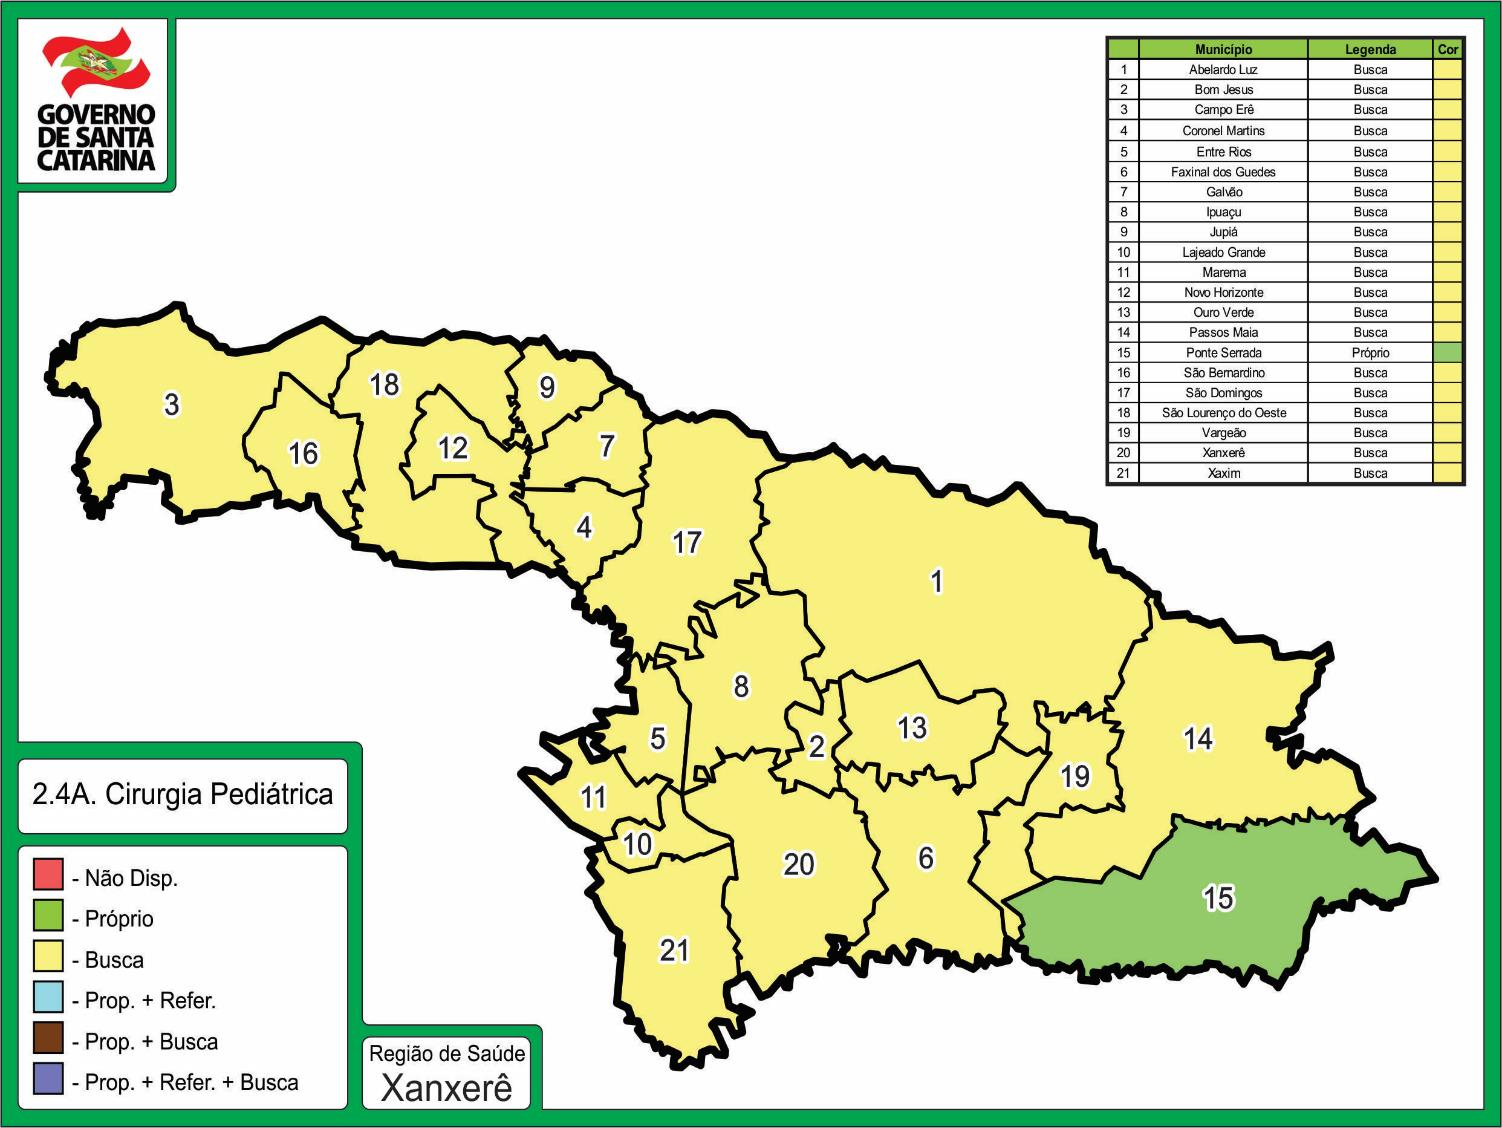 GOVERNO
DE SANTA
CATARINA
Município Legenda Cor
1 Abelardo Luz Busca
2 Bom Jesus Busca
3 Campo Erê Busca
4 Coronel Martins Busca
5 Entre Rios Busca
6 Faxinal dos Guedes Busca
7 Galvão Busca
8 Ipuaçu Busca
9 Jupiá Busca
10 Lajeado Grande Busca
11 Marema Busca
12 Novo Horizonte Busca
13 Ouro Verde Busca
14 Passos Maia Busca
15 Ponte Serrada Próprio
16 São Bernardino Busca
17 São Domingos Busca
18 São Lourenço do Oeste Busca
19 Vargeão Busca
20 Xanxerê Busca
21 Xaxim Busca
3
18
9
16
12
7
4
17
1
8
5
2
13
14
19
11
10
20
6
15
21
2.4A. Cirurgia Pediátrica
- Não Disp.
- Próprio
- Busca
- Prop. + Refer.
- Prop. + Busca
- Prop. + Refer. + Busca
Região de Saúde
Xanxerê